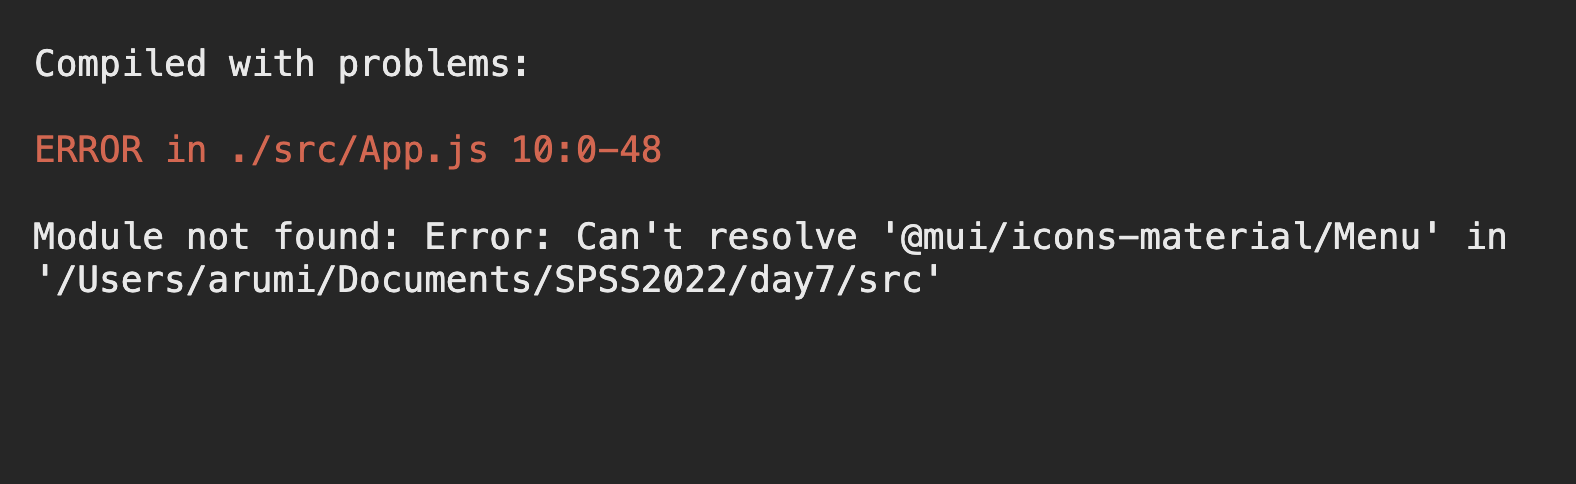 Compiled with problems:
ERROR in ./src/App.js 10:0-48
Module not found: Error: Can't resolve '@mui/icons-material/Menu' in
'/Users/arumi/Documents/SPSS2022/day7/src'